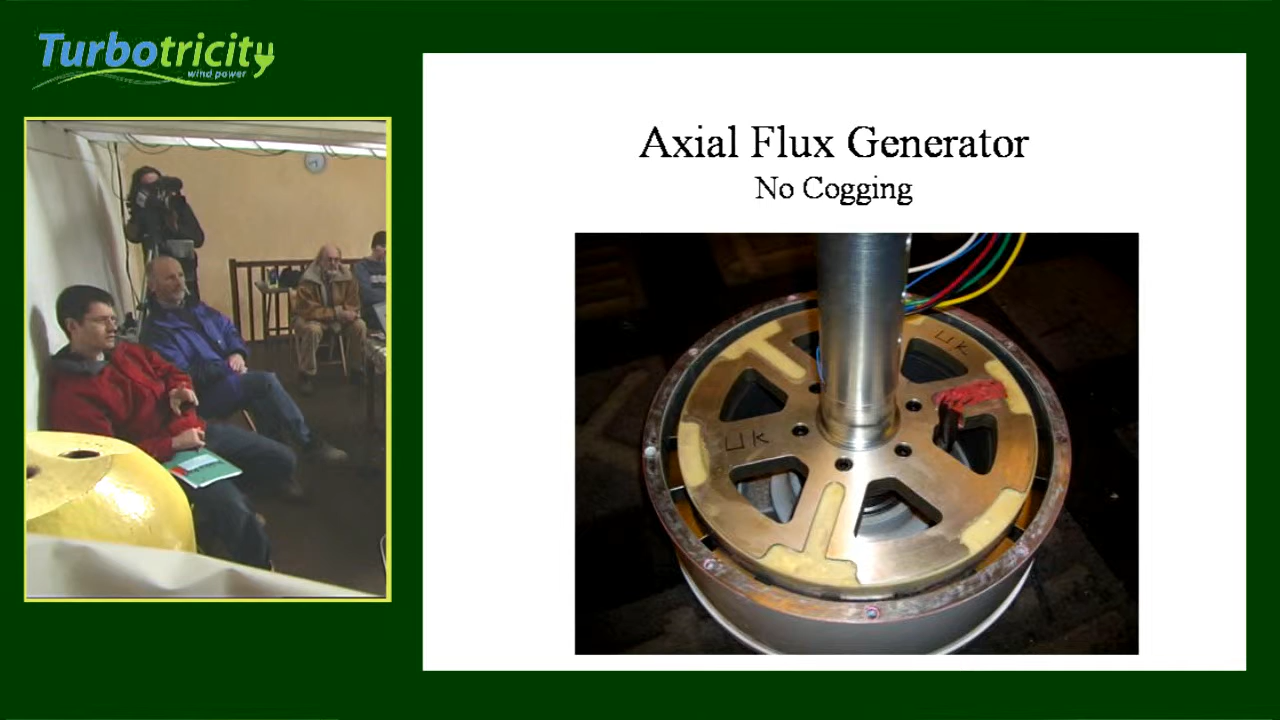 Turbotricity
wind power
Axial Flux Generator
No Cogging
UK
UK